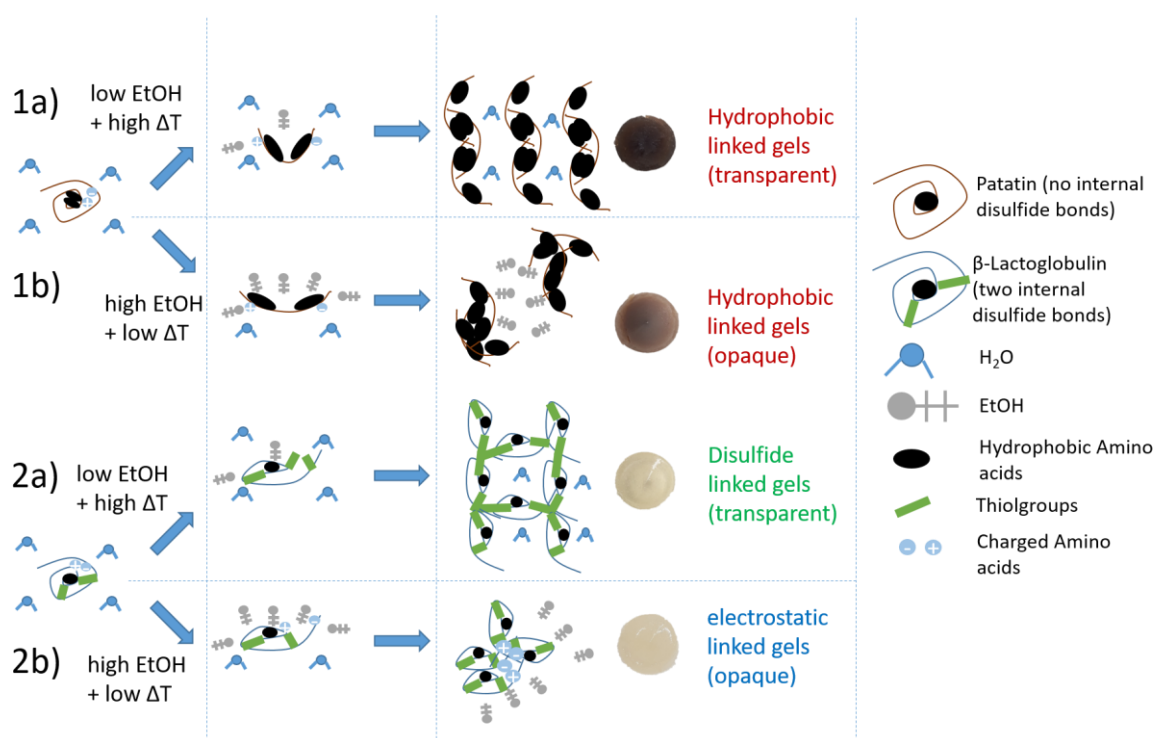 1a)
low EtOH
+ high ΔT
Hydrophobic
linked gels
(transparent)
1b)
high EtOH
+ low ΔT
Hydrophobic
linked gels
(opaque)
2a)
low EtOH
+ high ΔT
Disulfide
linked gels
(transparent)
2b)
high EtOH
+ low ΔT
electrostatic
linked gels
(opaque)
Patatin (no internal
disulfide bonds)
β-Lactoglobulin
(two internal
disulfide bonds)
H₂O
EtOH
Hydrophobic Amino
acids
Thiolgroups
Charged Amino
acids